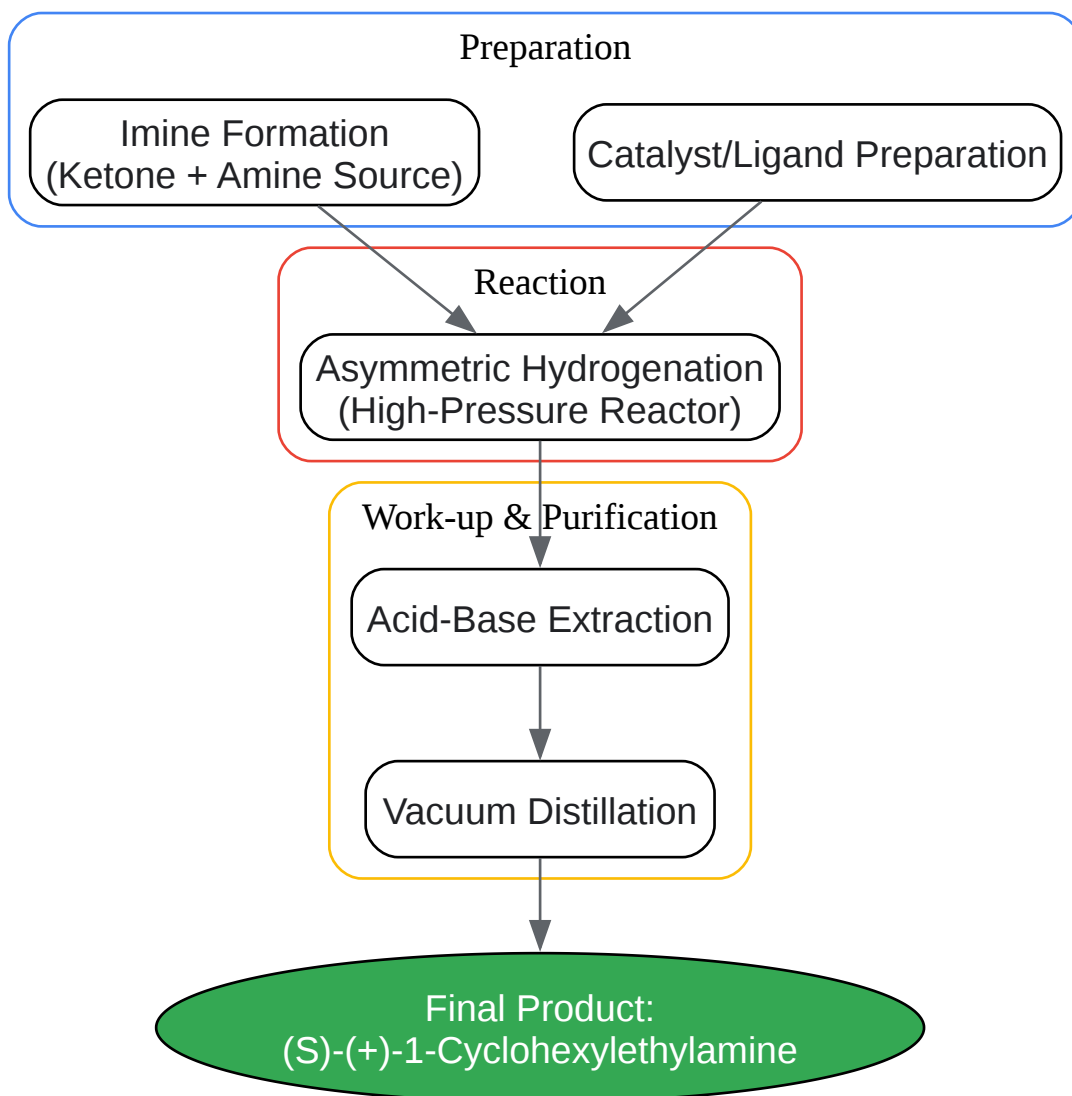 Preparation
Imine Formation
(Ketone + Amine Source)
Catalyst/Ligand Preparation
Reaction
Asymmetric Hydrogenation
(High-Pressure Reactor)
Work-up & Purification
Acid-Base Extraction
Vacuum Distillation
Final Product:
(S)-(+)-1-Cyclohexylethylamine